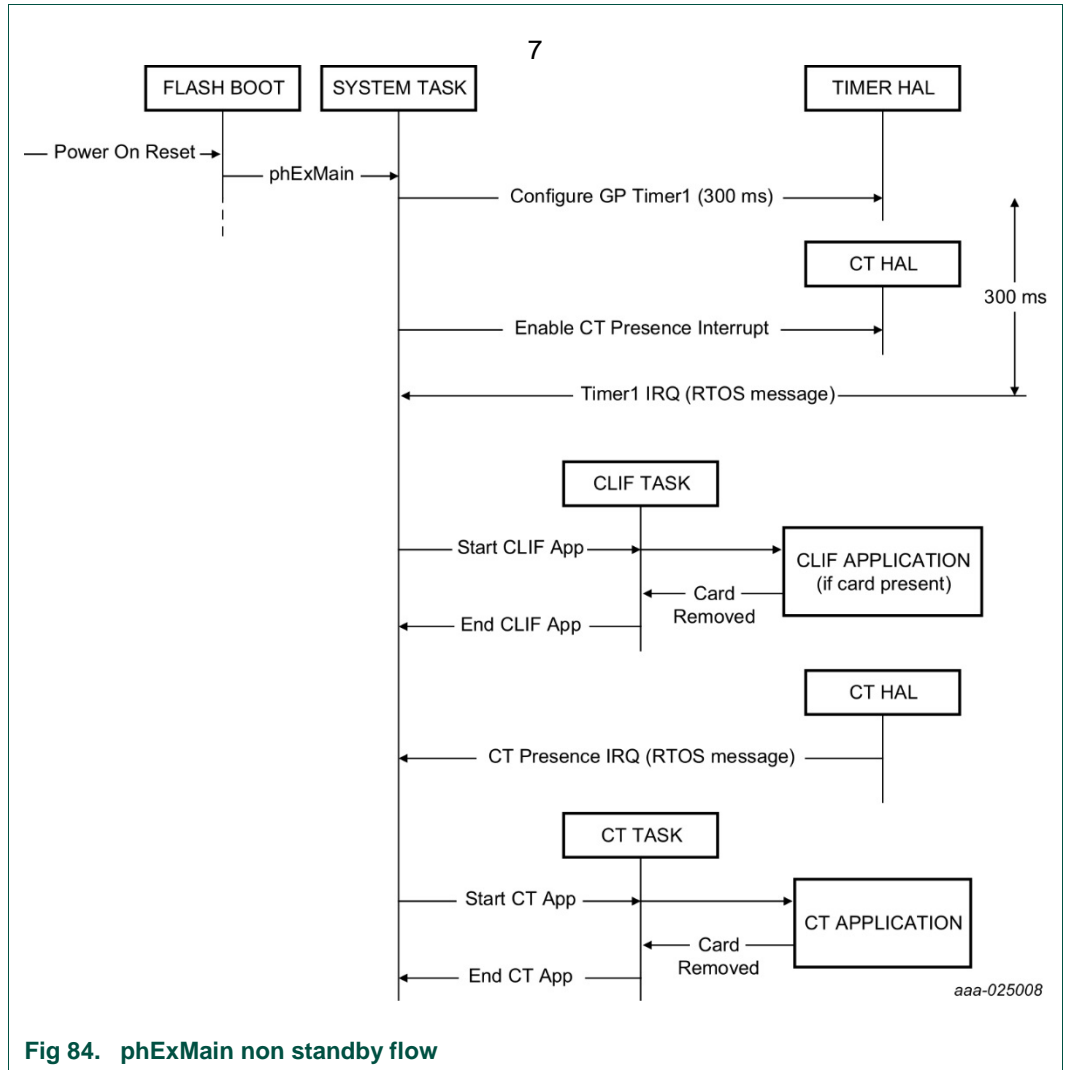 7
FLASH BOOT
SYSTEM TASK
TIMER HAL
Power On Reset
phExMain
Configure GP Timer1 (300 ms)
CT HAL
300 ms
Enable CT Presence Interrupt
Timer1 IRQ (RTOS message)
CLIF TASK
Start CLIF App
CLIF APPLICATION
(if card present)
Card
Removed
End CLIF App
CT HAL
CT Presence IRQ (RTOS message)
CT TASK
Start CT App
CT APPLICATION
Card
Removed
End CT App
aaa-025008
Fig 84. phExMain non standby flow